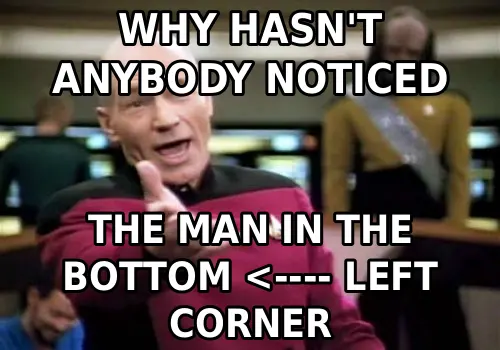 WHY HASN'T
ANYBODY NOTICED
THE MAN IN THE
BOTTOM <---- LEFT
CORNER